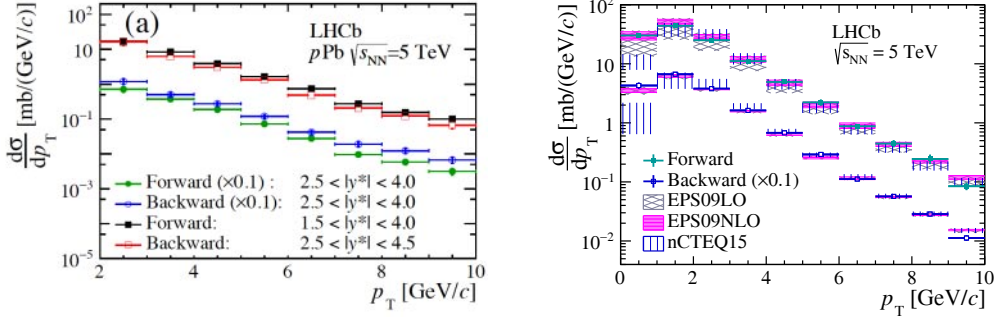 (a)
LHCb
pPb √sNN=5 TeV
dσ/dpT [mb/(GeV/c)]
10²
10
10⁻¹
10⁻³
10⁻⁵
Forward (×0.1) : 2.5 < |y*| < 4.0
Backward (×0.1): 2.5 < |y*| < 4.0
Forward: 1.5 < |y*| < 4.0
Backward: 2.5 < |y*| < 4.5
2 4 6 8 10
pT [GeV/c]
LHCb
√sNN = 5 TeV
dσ/dpT [mb/(GeV/c)]
10²
10
1
10⁻¹
10⁻²
Forward
Backward (×0.1)
EPS09LO
EPS09NLO
nCTEQ15
0 2 4 6 8 10
pT [GeV/c]